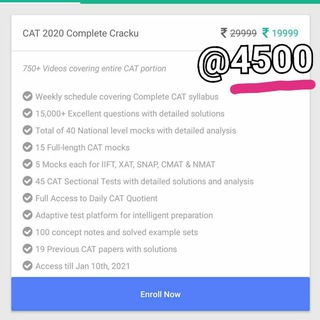 CAT 2020 Complete Cracku ₹ 29999 ₹ 19999
@4500
750+ Videos covering entire CAT portion
Weekly schedule covering Complete CAT syllabus
15,000+ Excellent questions with detailed solutions
Total of 40 National level mocks with detailed analysis
15 Full-length CAT mocks
5 Mocks each for IIFT, XAT, SNAP, CMAT & NMAT
45 CAT Sectional Tests with detailed solutions and analysis
Full Access to Daily CAT Quotient
Adaptive test platform for intelligent preparation
100 concept notes and solved example sets
19 Previous CAT papers with solutions
Access till Jan 10th, 2021
Enroll Now